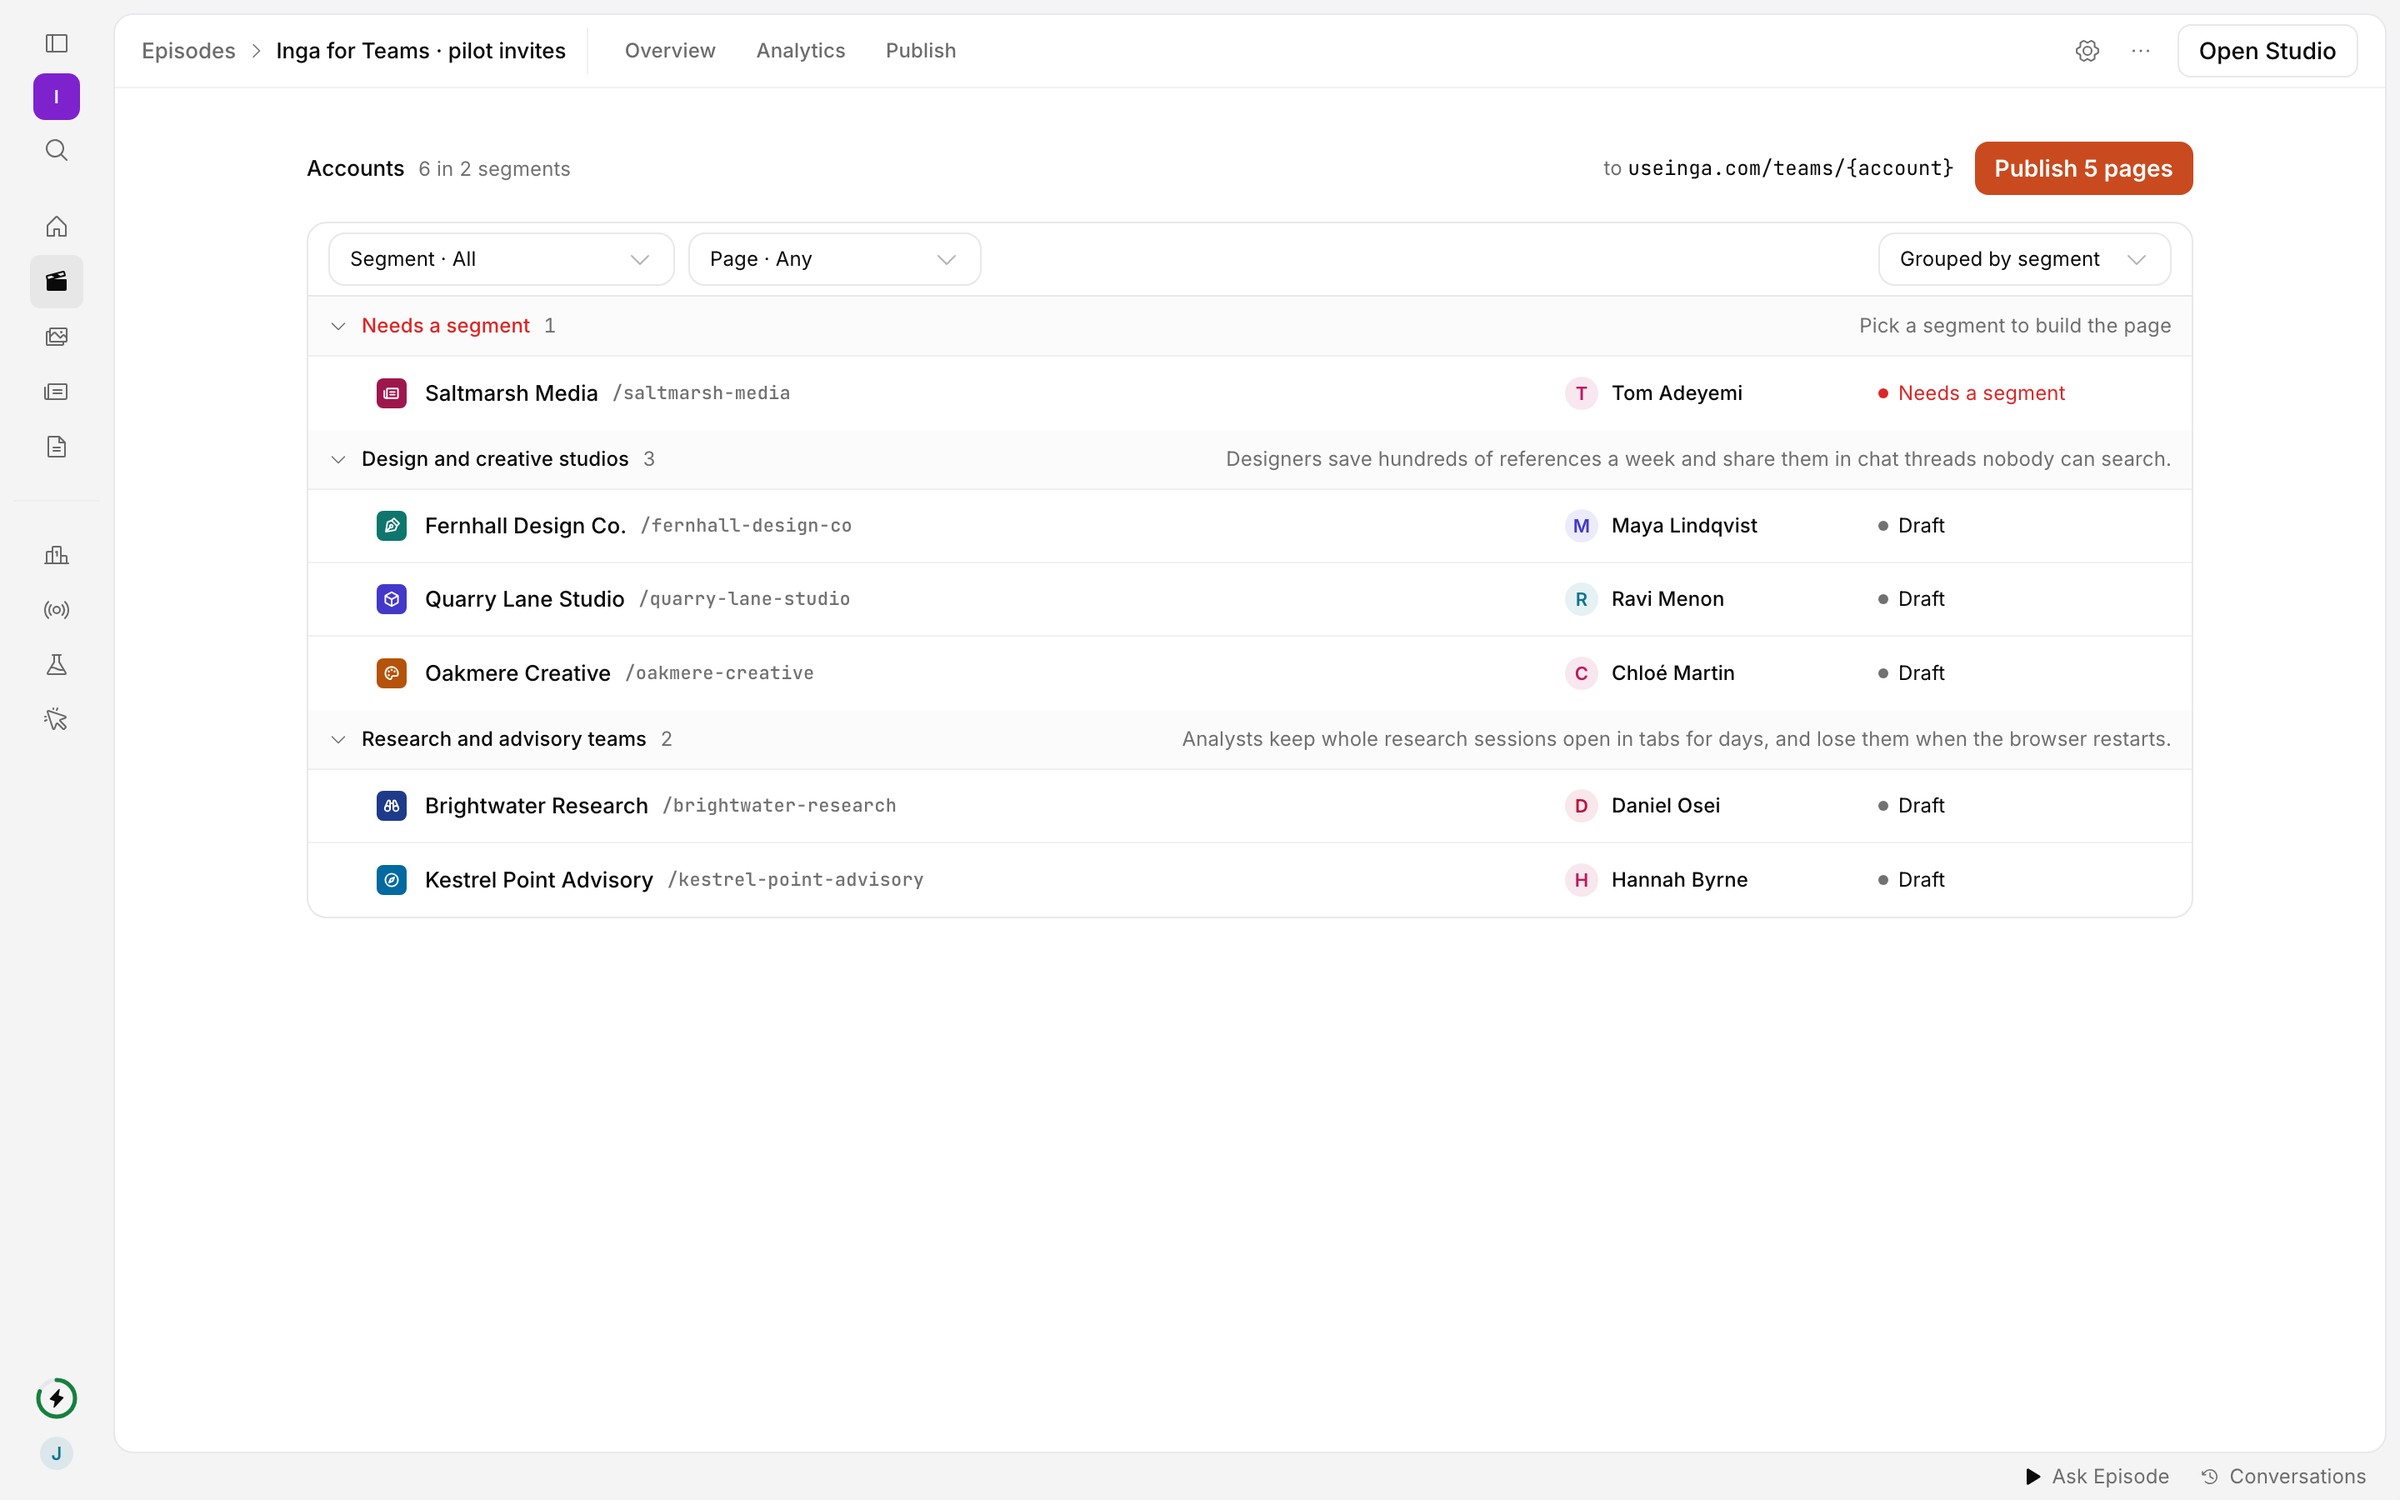 Episodes > Inga for Teams · pilot invites Overview Analytics Publish ··· Open Studio
I
Accounts 6 in 2 segments to useinga.com/teams/{account} Publish 5 pages
Segment · All Page · Any Grouped by segment
Needs a segment 1 Pick a segment to build the page
Saltmarsh Media /saltmarsh-media T Tom Adeyemi Needs a segment
Design and creative studios 3 Designers save hundreds of references a week and share them in chat threads nobody can search.
Fernhall Design Co. /fernhall-design-co M Maya Lindqvist Draft
Quarry Lane Studio /quarry-lane-studio R Ravi Menon Draft
Oakmere Creative /oakmere-creative C Chloé Martin Draft
Research and advisory teams 2 Analysts keep whole research sessions open in tabs for days, and lose them when the browser restarts.
Brightwater Research /brightwater-research D Daniel Osei Draft
Kestrel Point Advisory /kestrel-point-advisory H Hannah Byrne Draft
J
Ask Episode Conversations